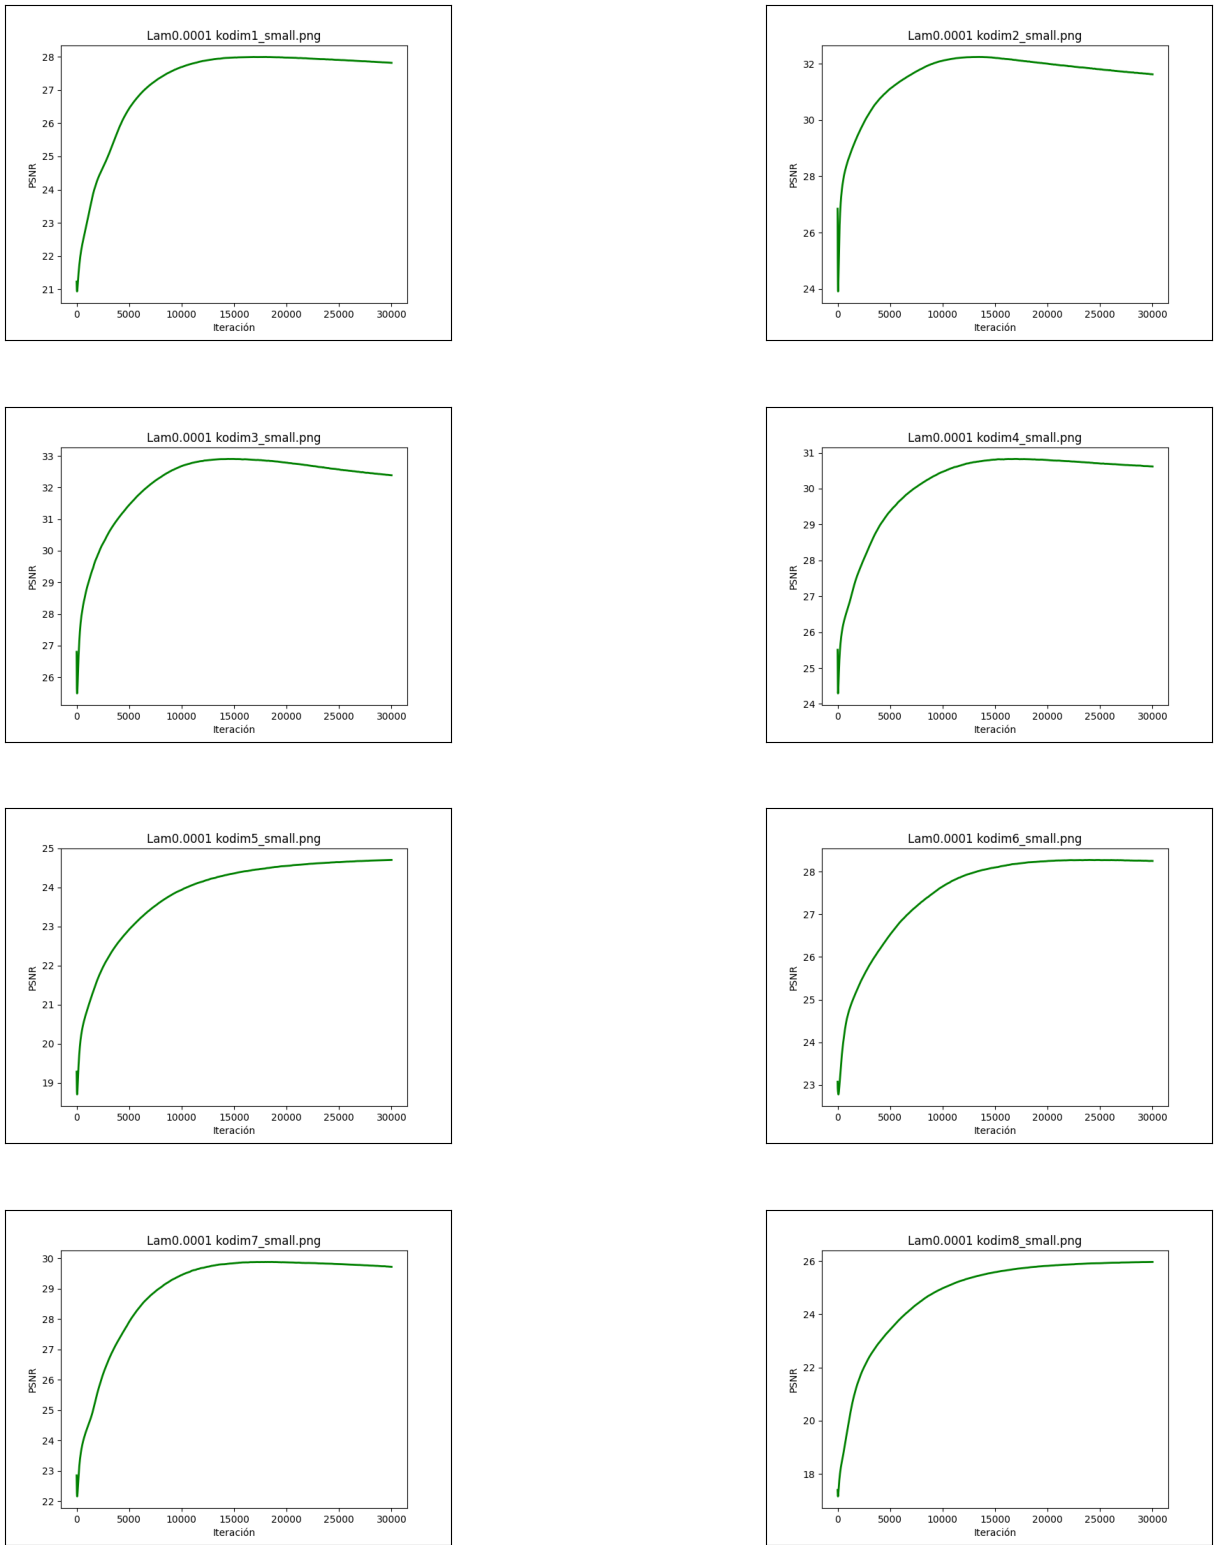 Lam0.0001 kodim1_small.png
28
27
26
25
24
23
22
21
PSNR
0 5000 10000 15000 20000 25000 30000
Iteración
Lam0.0001 kodim2_small.png
32
30
28
26
24
PSNR
0 5000 10000 15000 20000 25000 30000
Iteración
Lam0.0001 kodim3_small.png
33
32
31
30
29
28
27
26
PSNR
0 5000 10000 15000 20000 25000 30000
Iteración
Lam0.0001 kodim4_small.png
31
30
29
28
27
26
25
24
PSNR
0 5000 10000 15000 20000 25000 30000
Iteración
Lam0.0001 kodim5_small.png
25
24
23
22
21
20
19
PSNR
0 5000 10000 15000 20000 25000 30000
Iteración
Lam0.0001 kodim6_small.png
28
27
26
25
24
23
PSNR
0 5000 10000 15000 20000 25000 30000
Iteración
Lam0.0001 kodim7_small.png
30
29
28
27
26
25
24
23
22
PSNR
0 5000 10000 15000 20000 25000 30000
Iteración
Lam0.0001 kodim8_small.png
26
24
22
20
18
PSNR
0 5000 10000 15000 20000 25000 30000
Iteración